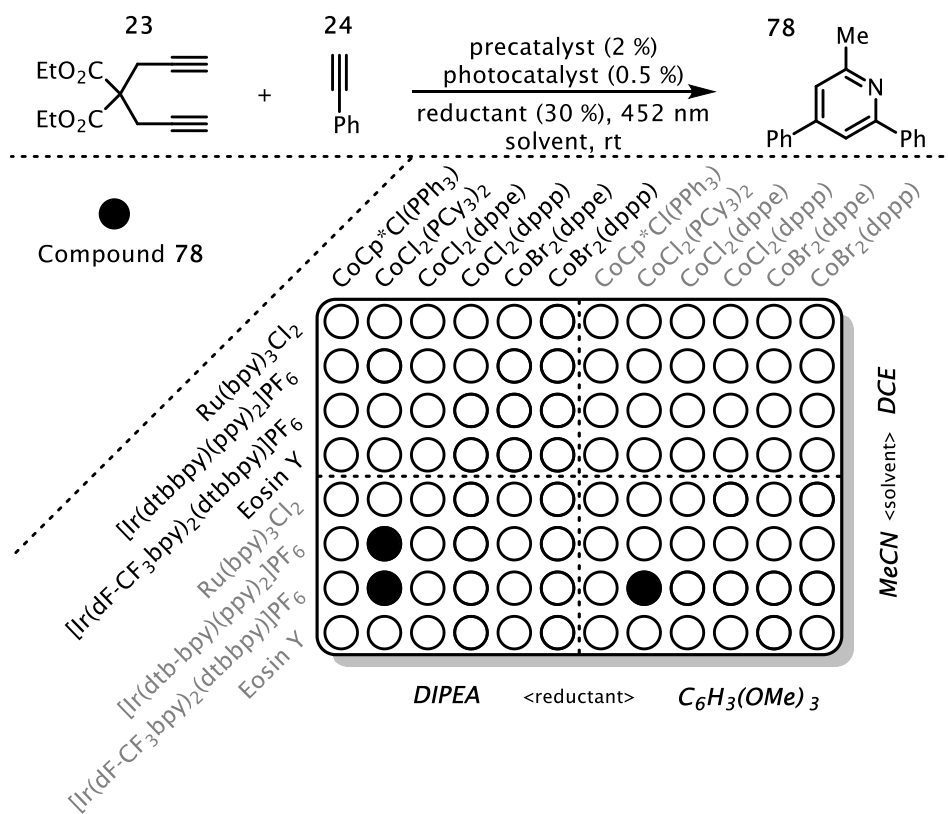 23
24
78
EtO₂C
EtO₂C
+
Ph
precatalyst (2 %)
photocatalyst (0.5 %)
reductant (30 %), 452 nm
solvent, rt
Me
N
Ph
Ph
Compound 78
CoCp*Cl(PPh₃)
CoCl₂(PCy₃)₂
CoCl₂(dppe)
CoCl₂(dppp)
CoBr₂(dppe)
CoBr₂(dppp)
CoCp*Cl(PPh₃)
CoCl₂(PCy₃)₂
CoCl₂(dppe)
CoCl₂(dppp)
CoBr₂(dppe)
CoBr₂(dppp)
Ru(bpy)₃Cl₂
[Ir(dtbbpy)(ppy)₂]PF₆
[Ir(dF-CF₃bpy)₂(dtbbpy)]PF₆
Eosin Y
Ru(bpy)₃Cl₂
[Ir(dtb-bpy)(ppy)₂]PF₆
[Ir(dF-CF₃bpy)₂(dtbbpy)]PF₆
Eosin Y
MeCN <solvent> DCE
DIPEA <reductant> C₆H₃(OMe)₃